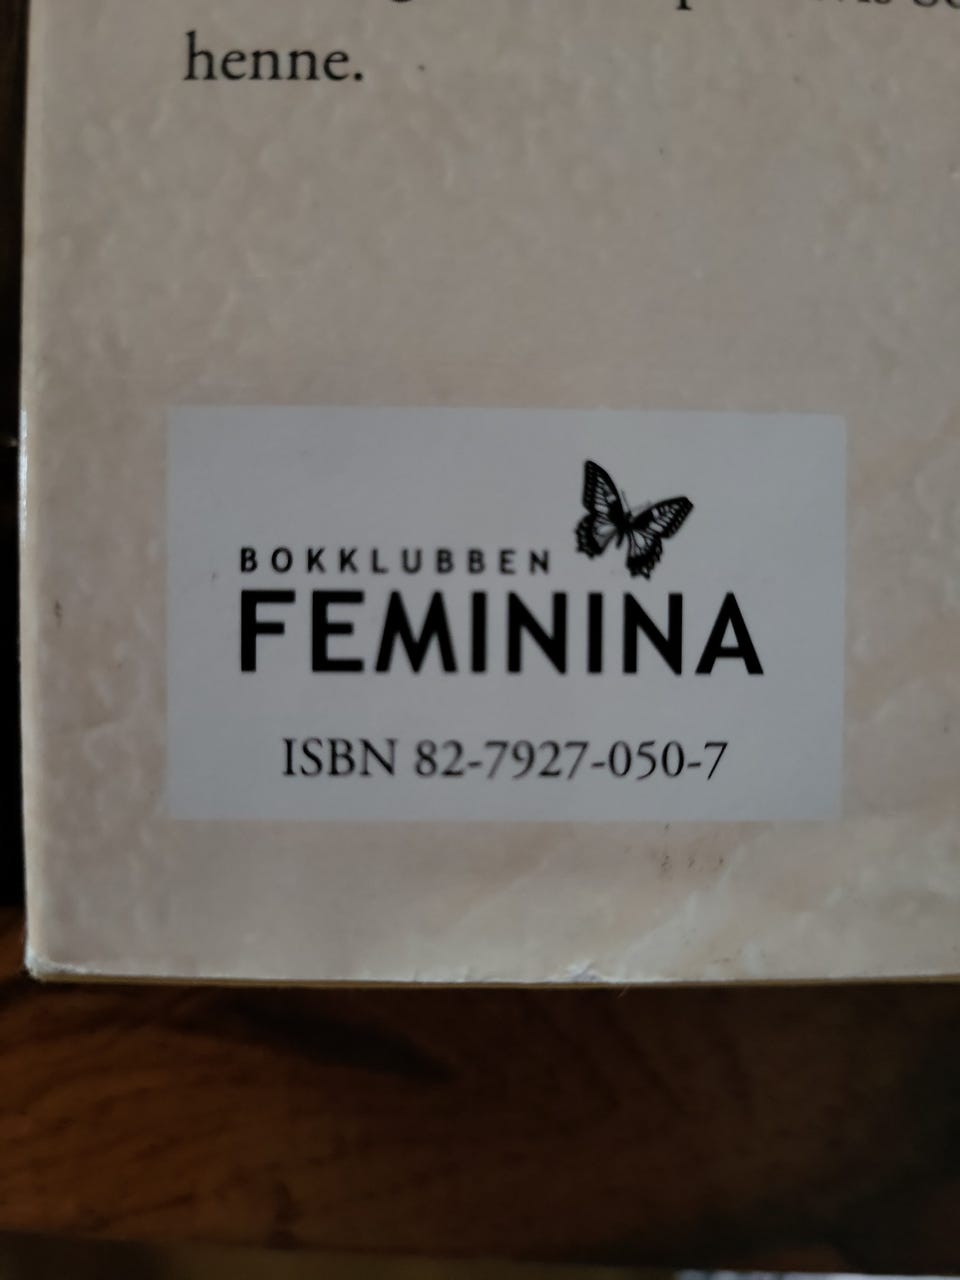 henne.
BOKKLUBBEN
FEMININA
ISBN 82-7927-050-7